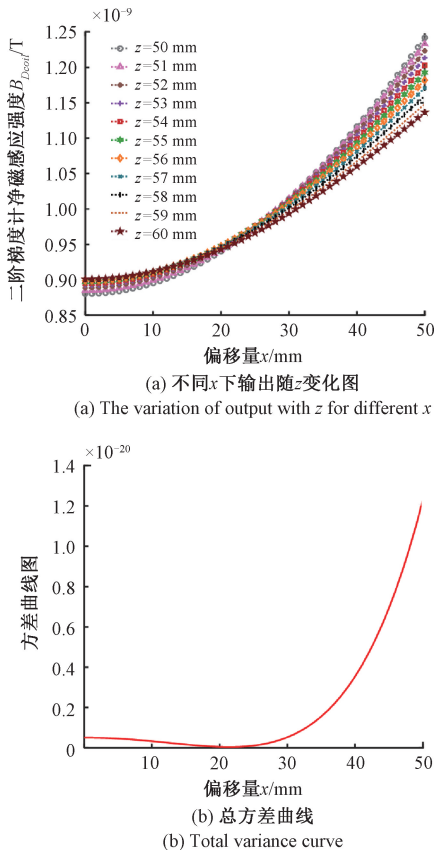 ×10⁻⁹
二阶梯度计净磁感应强度B_Dcoil/T
1.25
1.20
1.15
1.10
1.05
1.00
0.95
0.90
0.85
z=50 mm
z=51 mm
z=52 mm
z=53 mm
z=54 mm
z=55 mm
z=56 mm
z=57 mm
z=58 mm
z=59 mm
z=60 mm
0 10 20 30 40 50
偏移量x/mm
(a) 不同x下输出随z变化图
(a) The variation of output with z for different x
×10⁻²⁰
方差曲线图
1.4
1.2
1.0
0.8
0.6
0.4
0.2
0
10 20 30 40 50
偏移量x/mm
(b) 总方差曲线
(b) Total variance curve